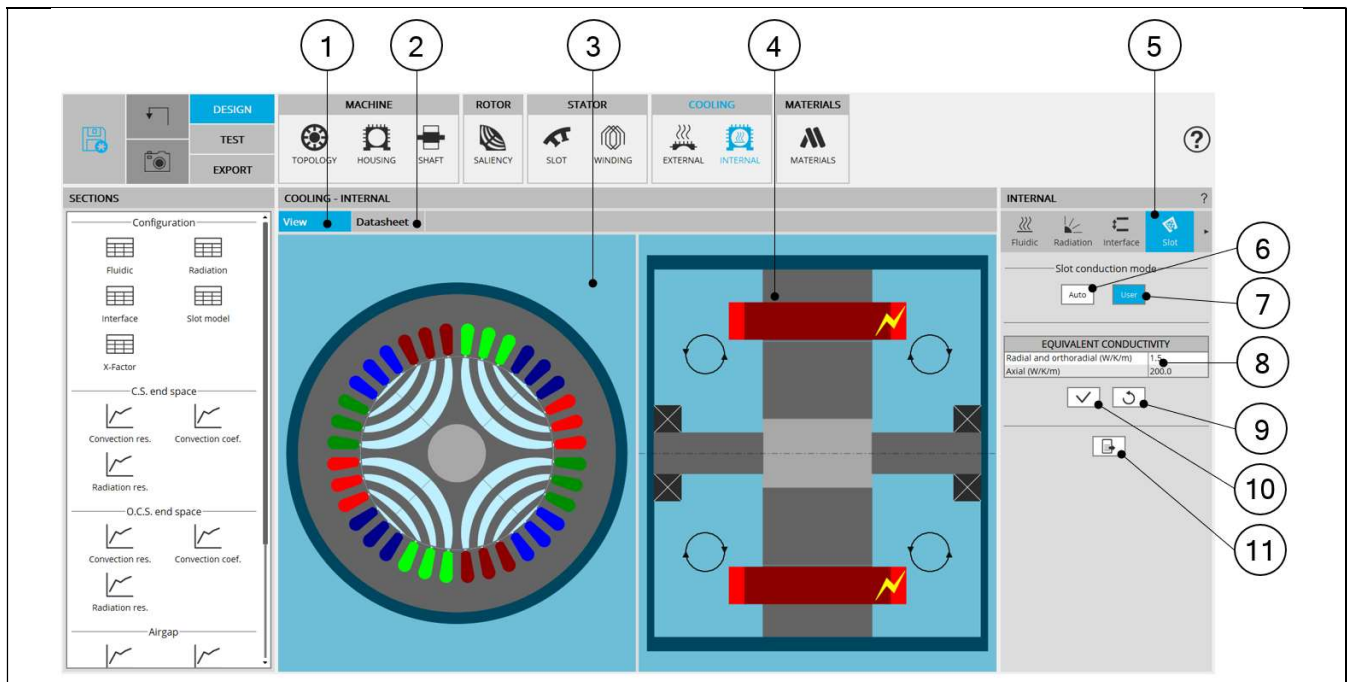 1 2 3 4 5
DESIGN
TEST
EXPORT
MACHINE ROTOR STATOR COOLING MATERIALS
TOPOLOGY HOUSING SHAFT SALIENCY SLOT WINDING EXTERNAL INTERNAL MATERIALS
?
SECTIONS
Configuration
Fluidic Radiation
Interface Slot model
X-Factor
C.S. end space
Convection res. Convection coef.
Radiation res.
O.C.S. end space
Convection res. Convection coef.
Radiation res.
Airgap
COOLING - INTERNAL
View Datasheet
INTERNAL ?
Fluidic Radiation Interface Slot
Slot conduction mode
Auto User
EQUIVALENT CONDUCTIVITY
Radial and orthoradial (W/K/m) 1.5
Axial (W/K/m) 200.0
6
7
8
9
10
11